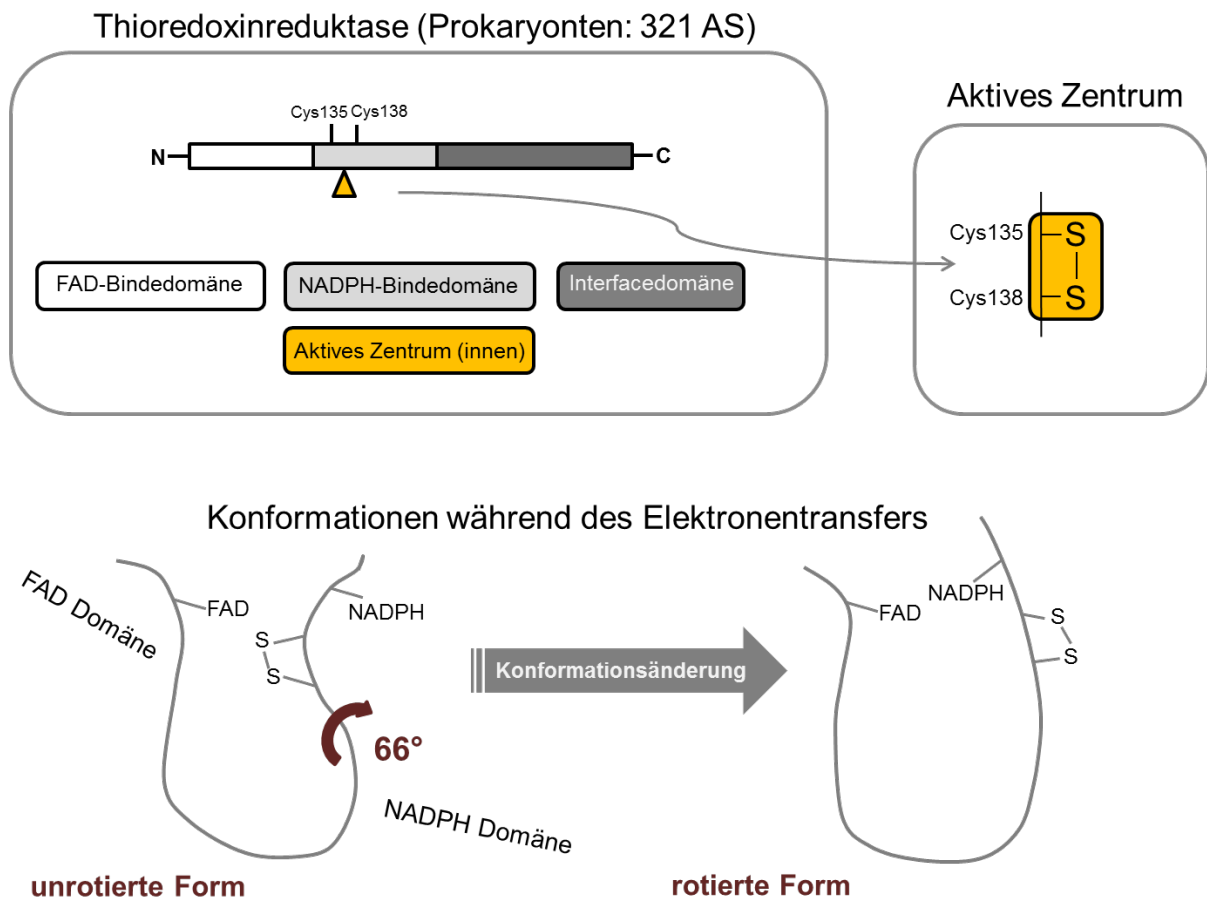 Thioredoxinreduktase (Prokaryonten: 321 AS)
Cys135 Cys138
N C
FAD-Bindedomäne NADPH-Bindedomäne Interfacedomäne
Aktives Zentrum (innen)
Aktives Zentrum
Cys135 S
Cys138 S
Konformationen während des Elektronentransfers
FAD Domäne
FAD
NADPH
S
S
66°
NADPH Domäne
unrotierte Form
Konformationsänderung
NADPH
FAD
S
S
rotierte Form